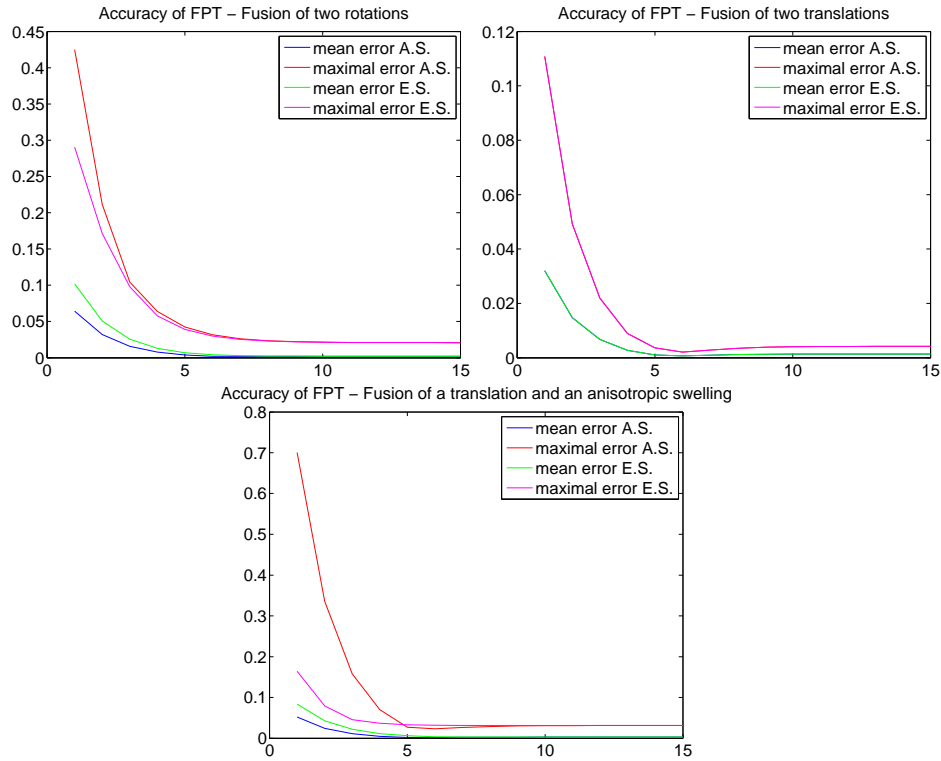 Accuracy of FPT − Fusion of two rotations
0.45
0.4
0.35
0.3
0.25
0.2
0.15
0.1
0.05
0
0 5 10 15
mean error A.S.
maximal error A.S.
mean error E.S.
maximal error E.S.
Accuracy of FPT − Fusion of two translations
0.12
0.1
0.08
0.06
0.04
0.02
0
0 5 10 15
mean error A.S.
maximal error A.S.
mean error E.S.
maximal error E.S.
Accuracy of FPT − Fusion of a translation and an anisotropic swelling
0.8
0.7
0.6
0.5
0.4
0.3
0.2
0.1
0
0 5 10 15
mean error A.S.
maximal error A.S.
mean error E.S.
maximal error E.S.